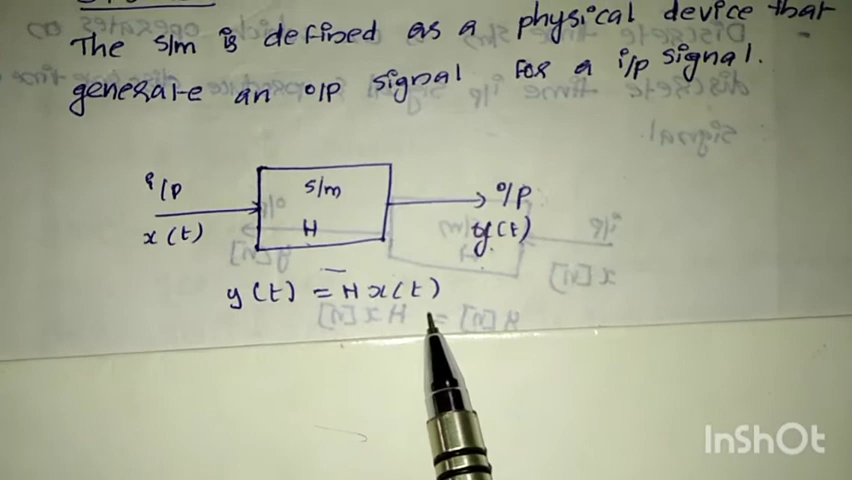 The s/m is defined as a physical device that
generate an o/p signal for a i/p signal.
i/p
x(t)
s/m
H
o/p
y(t)
y(t) = H x(t)
InShOt